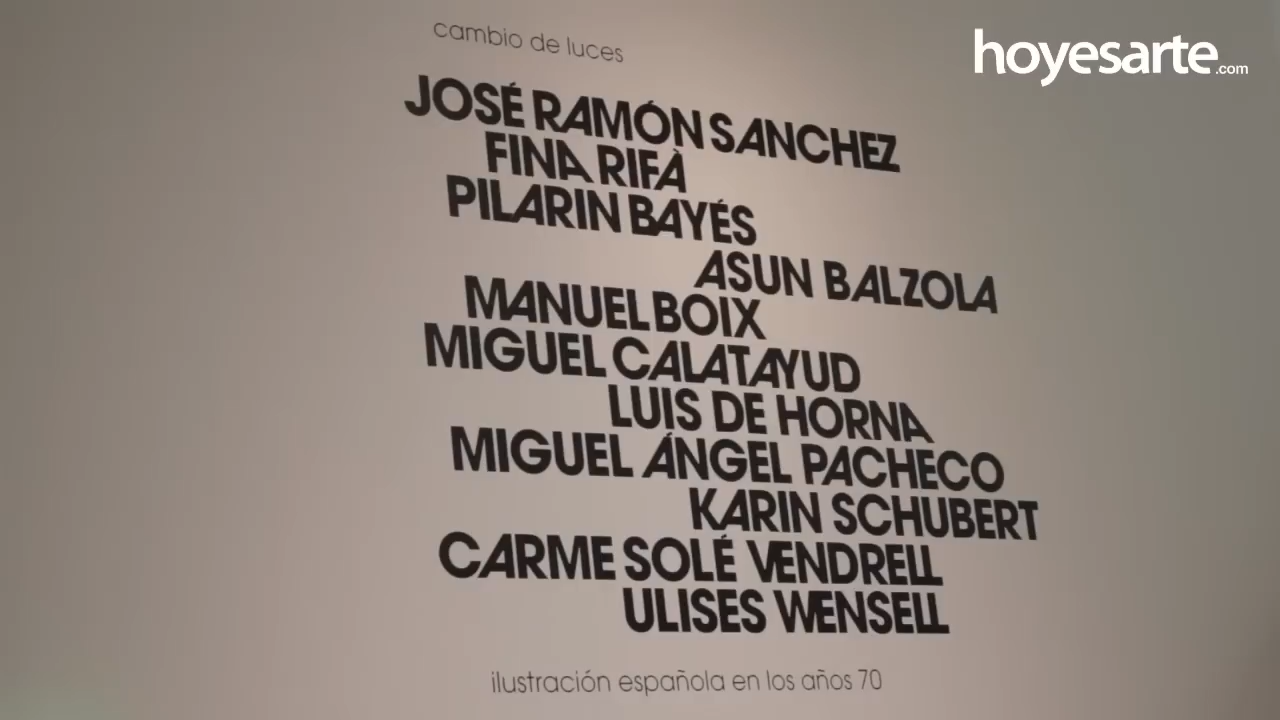 cambio de luces
hoyesarte.com
JOSÉ RAMÓN SANCHEZ
FINA RIFÀ
PILARIN BAYÉS
ASUN BALZOLA
MANUEL BOIX
MIGUEL CALATAYUD
LUIS DE HORNA
MIGUEL ÁNGEL PACHECO
KARIN SCHUBERT
CARME SOLÉ VENDRELL
ULISES WENSELL
ilustración española en los años 70